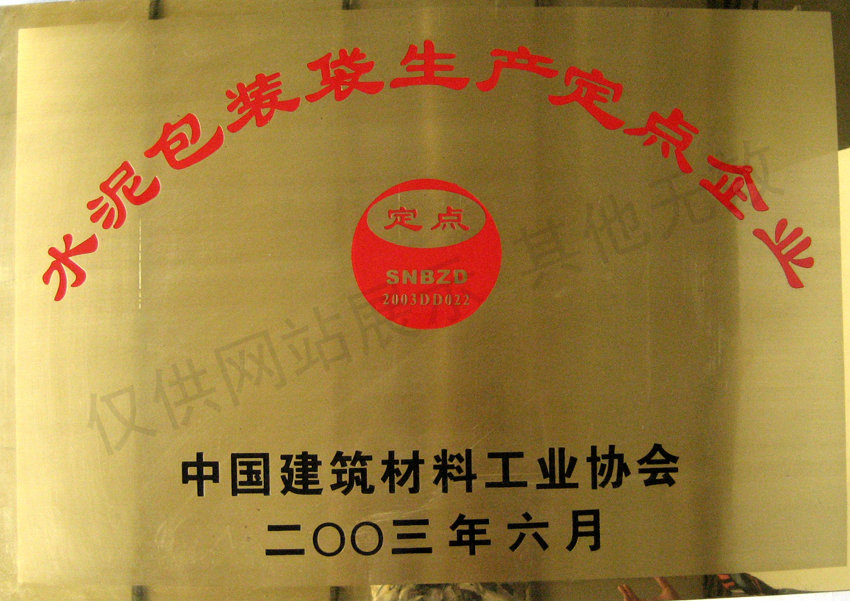 水泥包装袋生产定点企业
定点
SNBZD
2003DD022
仅供网站展示 其他无效
中国建筑材料工业协会
二〇〇三年六月